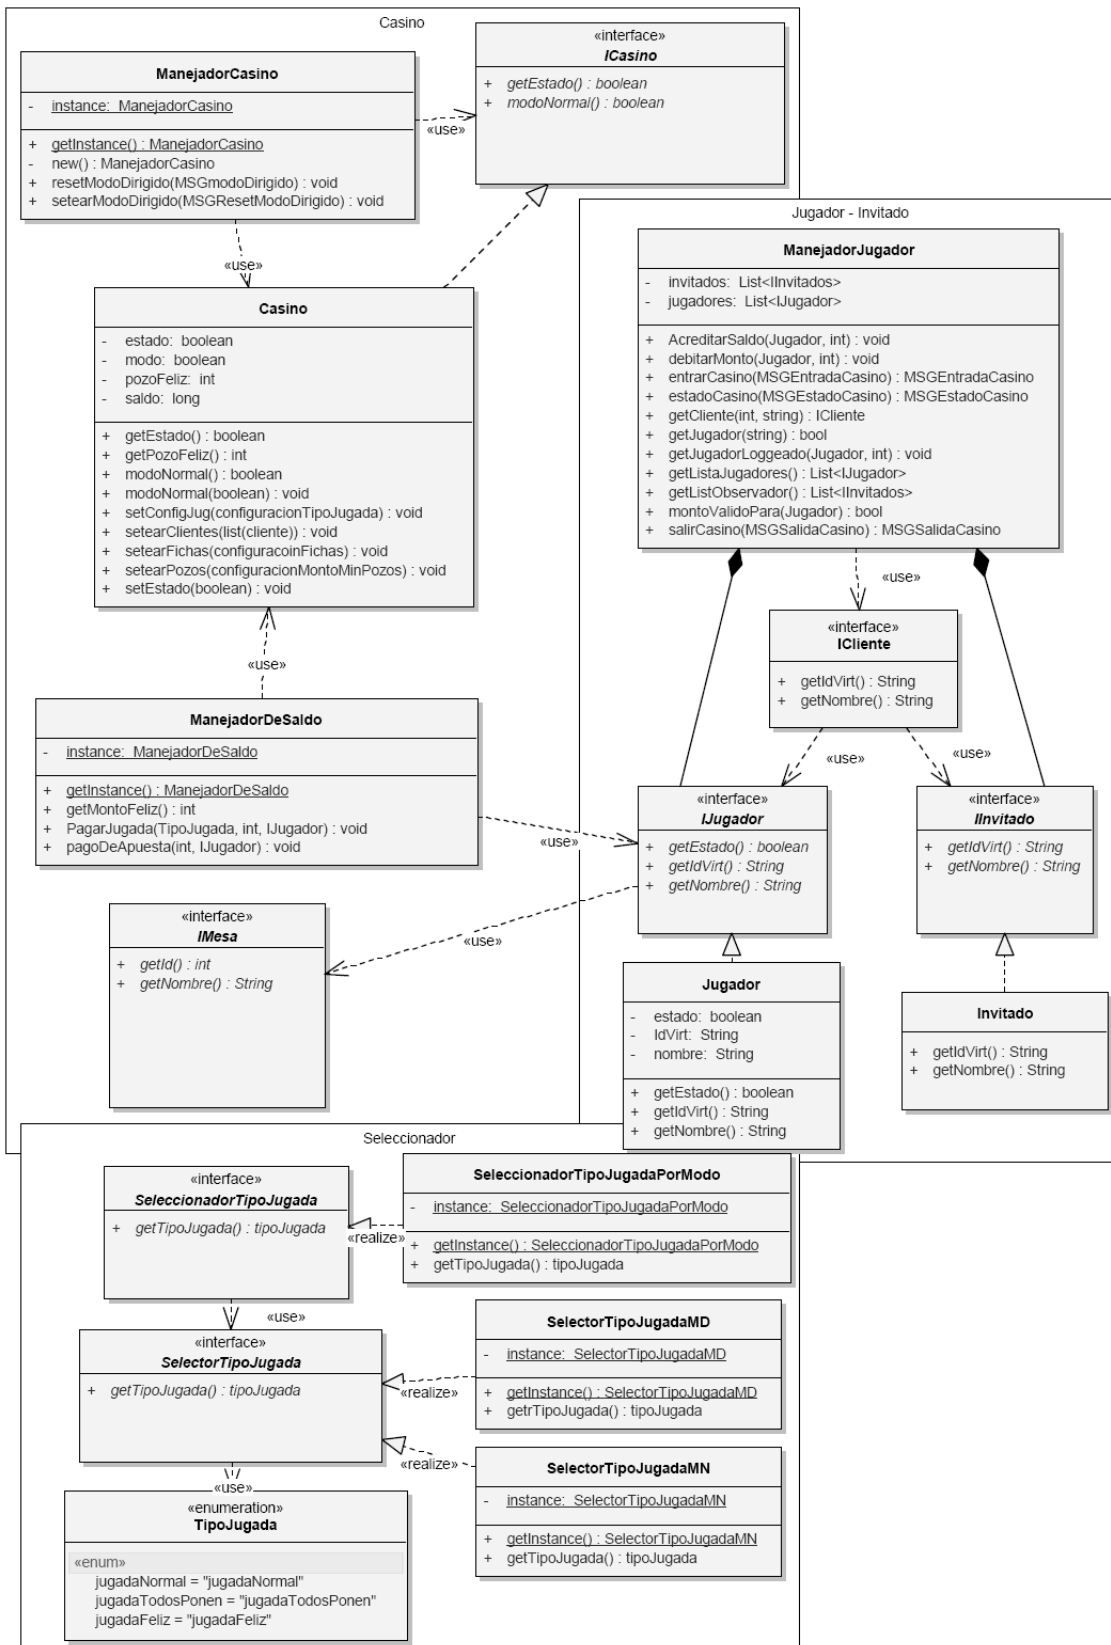 Casino
ManejadorCasino
- instance: ManejadorCasino
+ getInstance() : ManejadorCasino
- new() : ManejadorCasino
+ resetModoDirigido(MSGmodoDirigido) : void
+ setearModoDirigido(MSGResetModoDirigido) : void
«use»
«interface»
ICasino
+ getEstado() : boolean
+ modoNormal() : boolean
«use»
Casino
- estado: boolean
- modo: boolean
- pozoFeliz: int
- saldo: long
+ getEstado() : boolean
+ getPozoFeliz() : int
+ modoNormal() : boolean
+ modoNormal(boolean) : void
+ setConfigJug(configuracionTipoJugada) : void
+ setearClientes(list(cliente)) : void
+ setearFichas(configuracoinFichas) : void
+ setearPozos(configuracionMontoMinPozos) : void
+ setEstado(boolean) : void
«use»
ManejadorDeSaldo
- instance: ManejadorDeSaldo
+ getInstance() : ManejadorDeSaldo
+ getMontoFeliz() : int
+ PagarJugada(TipoJugada, int, IJugador) : void
+ pagoDeApuesta(int, IJugador) : void
«use»
«interface»
IMesa
+ getId() : int
+ getNombre() : String
«use»
Jugador - Invitado
ManejadorJugador
- invitados: List<IInvitados>
- jugadores: List<IJugador>
+ AcreditarSaldo(Jugador, int) : void
+ debitarMonto(Jugador, int) : void
+ entrarCasino(MSGEntradaCasino) : MSGEntradaCasino
+ estadoCasino(MSGEstadoCasino) : MSGEstadoCasino
+ getCliente(int, string) : ICliente
+ getJugador(string) : bool
+ getJugadorLoggeado(Jugador, int) : void
+ getListaJugadores() : List<IJugador>
+ getListObservador() : List<IInvitados>
+ montoValidoPara(Jugador) : bool
+ salirCasino(MSGSalidaCasino) : MSGSalidaCasino
«use»
«interface»
ICliente
+ getIdVirt() : String
+ getNombre() : String
«use»
«use»
«interface»
IJugador
+ getEstado() : boolean
+ getIdVirt() : String
+ getNombre() : String
«interface»
IInvitado
+ getIdVirt() : String
+ getNombre() : String
Jugador
- estado: boolean
- IdVirt: String
- nombre: String
+ getEstado() : boolean
+ getIdVirt() : String
+ getNombre() : String
Invitado
+ getIdVirt() : String
+ getNombre() : String
Seleccionador
«interface»
SeleccionadorTipoJugada
+ getTipoJugada() : tipoJugada
«realize»
SeleccionadorTipoJugadaPorModo
- instance: SeleccionadorTipoJugadaPorModo
+ getInstance() : SeleccionadorTipoJugadaPorModo
+ getTipoJugada() : tipoJugada
«use»
«interface»
SelectorTipoJugada
+ getTipoJugada() : tipoJugada
«realize»
SelectorTipoJugadaMD
- instance: SelectorTipoJugadaMD
+ getInstance() : SelectorTipoJugadaMD
+ getrTipoJugada() : tipoJugada
«realize»
SelectorTipoJugadaMN
- instance: SelectorTipoJugadaMN
+ getInstance() : SelectorTipoJugadaMN
+ getTipoJugada() : tipoJugada
«use»
«enumeration»
TipoJugada
«enum»
jugadaNormal = "jugadaNormal"
jugadaTodosPonen = "jugadaTodosPonen"
jugadaFeliz = "jugadaFeliz"